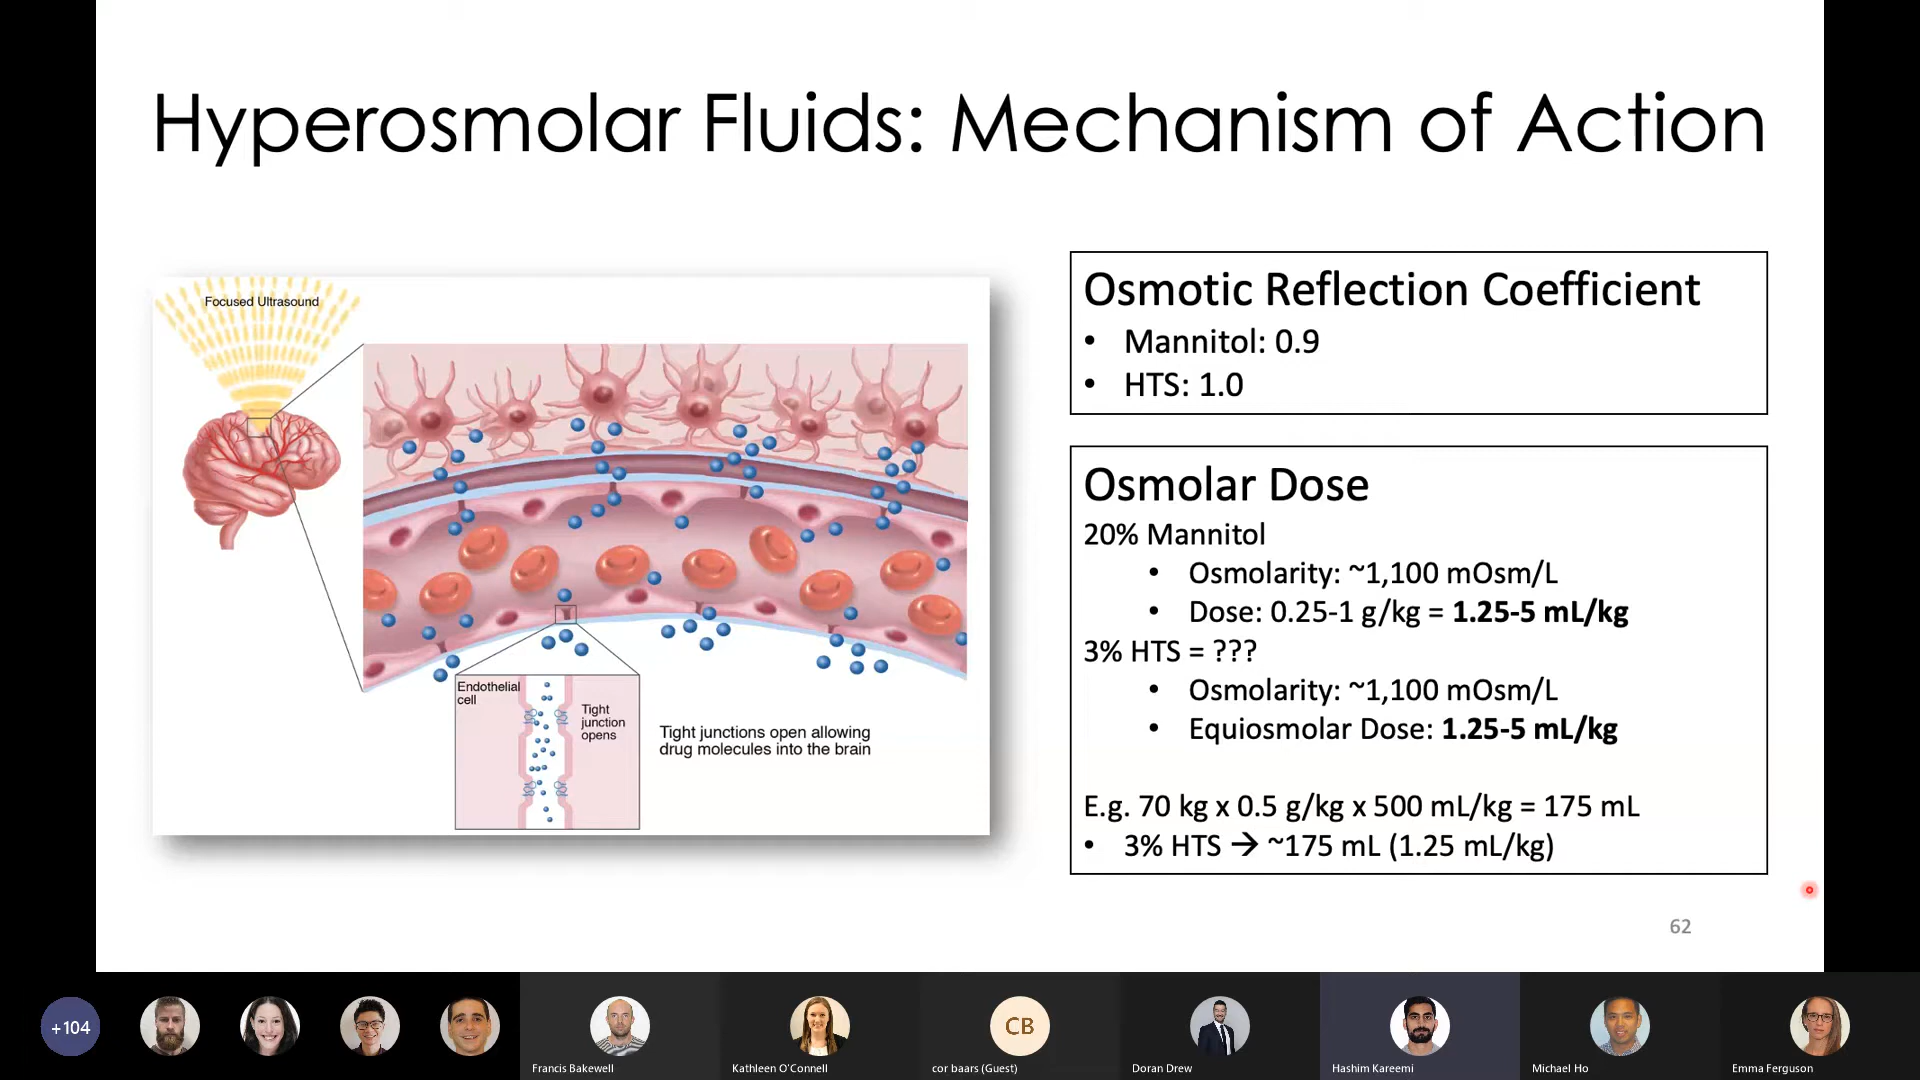 Hyperosmolar Fluids: Mechanism of Action
Focused Ultrasound
Endothelial
cell
Tight
junction
opens
Tight junctions open allowing
drug molecules into the brain
Osmotic Reflection Coefficient
• Mannitol: 0.9
• HTS: 1.0
Osmolar Dose
20% Mannitol
• Osmolarity: ~1,100 mOsm/L
• Dose: 0.25-1 g/kg = 1.25-5 mL/kg
3% HTS = ???
• Osmolarity: ~1,100 mOsm/L
• Equiosmolar Dose: 1.25-5 mL/kg
E.g. 70 kg x 0.5 g/kg x 500 mL/kg = 175 mL
• 3% HTS → ~175 mL (1.25 mL/kg)
62
+104
CB
Francis Bakewell
Kathleen O'Connell
cor baars (Guest)
Doran Drew
Hashim Kareemi
Michael Ho
Emma Ferguson